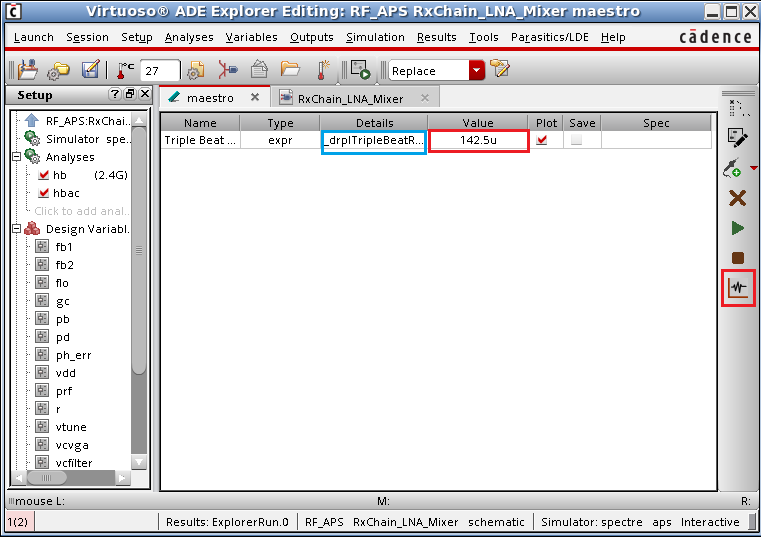 Virtuoso® ADE Explorer Editing: RF_APS RxChain_LNA_Mixer maestro
Launch Session Setup Analyses Variables Outputs Simulation Results Tools Parasitics/LDE Help cādence
27 Replace
Setup
maestro
RxChain_LNA_Mixer
Name Type Details Value Plot Save Spec
Triple Beat ... expr _drplTripleBeatR... 142.5u
RF_APS:RxChai..
Simulator spe..
Analyses
hb (2.4G)
hbac
Click to add anal..
Design Variabl.
fb1
fb2
flo
gc
pb
pd
ph_err
vdd
prf
r
vtune
vcvga
vcfilter
mouse L: M: R:
1(2) Results: ExplorerRun.0 RF_APS RxChain_LNA_Mixer schematic Simulator: spectre aps Interactive